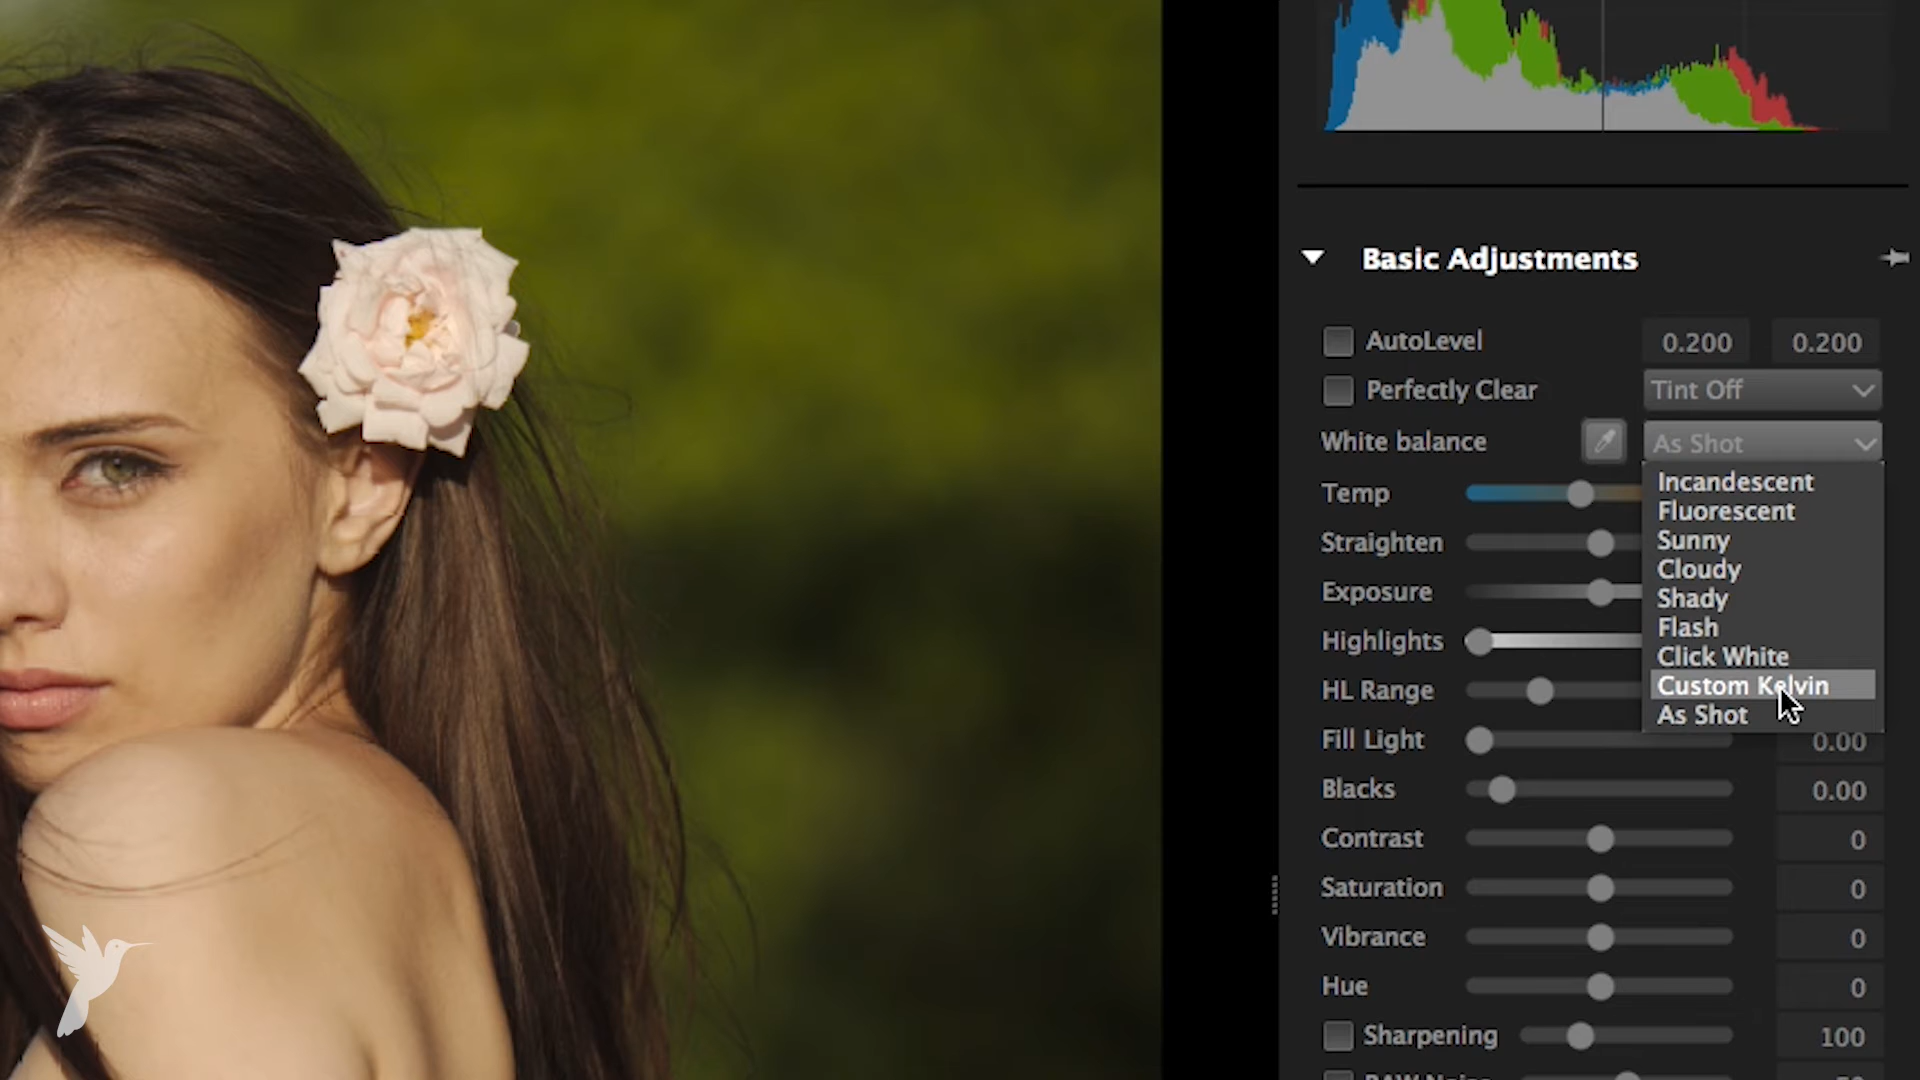 Basic Adjustments
AutoLevel 0.200 0.200
Perfectly Clear Tint Off
White balance As Shot
Incandescent
Temp
Fluorescent
Sunny
Straighten
Cloudy
Exposure
Shady
Flash
Highlights
Click White
HL Range
Custom Kelvin
As Shot
Fill Light 0.00
Blacks 0.00
Contrast 0
Saturation 0
Vibrance 0
Hue 0
Sharpening 100